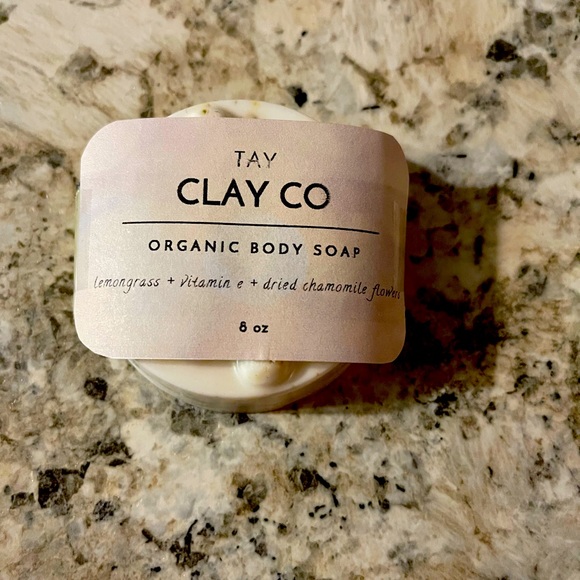 TAY
CLAY CO
ORGANIC BODY SOAP
lemongrass + Vitamin e + dried chamomile flowers
8 oz